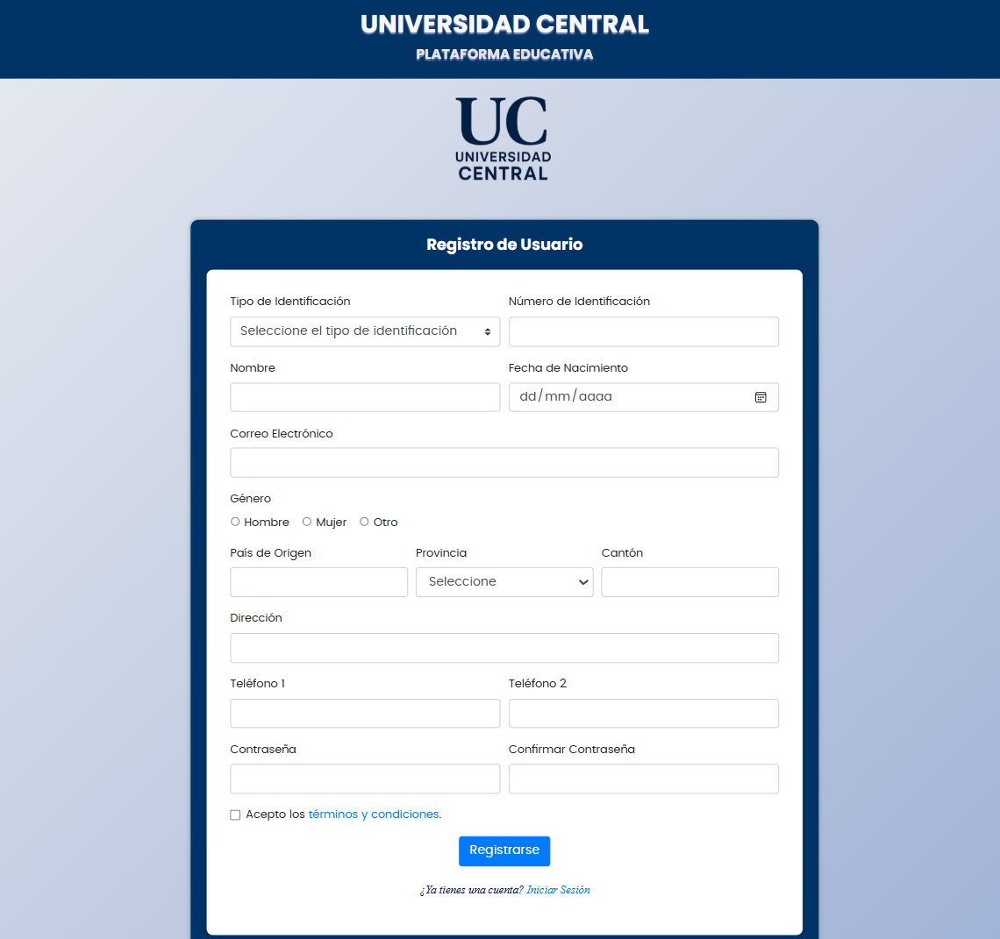 UNIVERSIDAD CENTRAL
PLATAFORMA EDUCATIVA
UC
UNIVERSIDAD
CENTRAL
Registro de Usuario
Tipo de Identificación
Número de Identificación
Seleccione el tipo de identificación
Nombre
Fecha de Nacimiento
dd/mm/aaaa
Correo Electrónico
Género
Hombre Mujer Otro
País de Origen
Provincia
Cantón
Seleccione
Dirección
Teléfono 1
Teléfono 2
Contraseña
Confirmar Contraseña
Acepto los términos y condiciones.
Registrarse
¿Ya tienes una cuenta? Iniciar Sesión